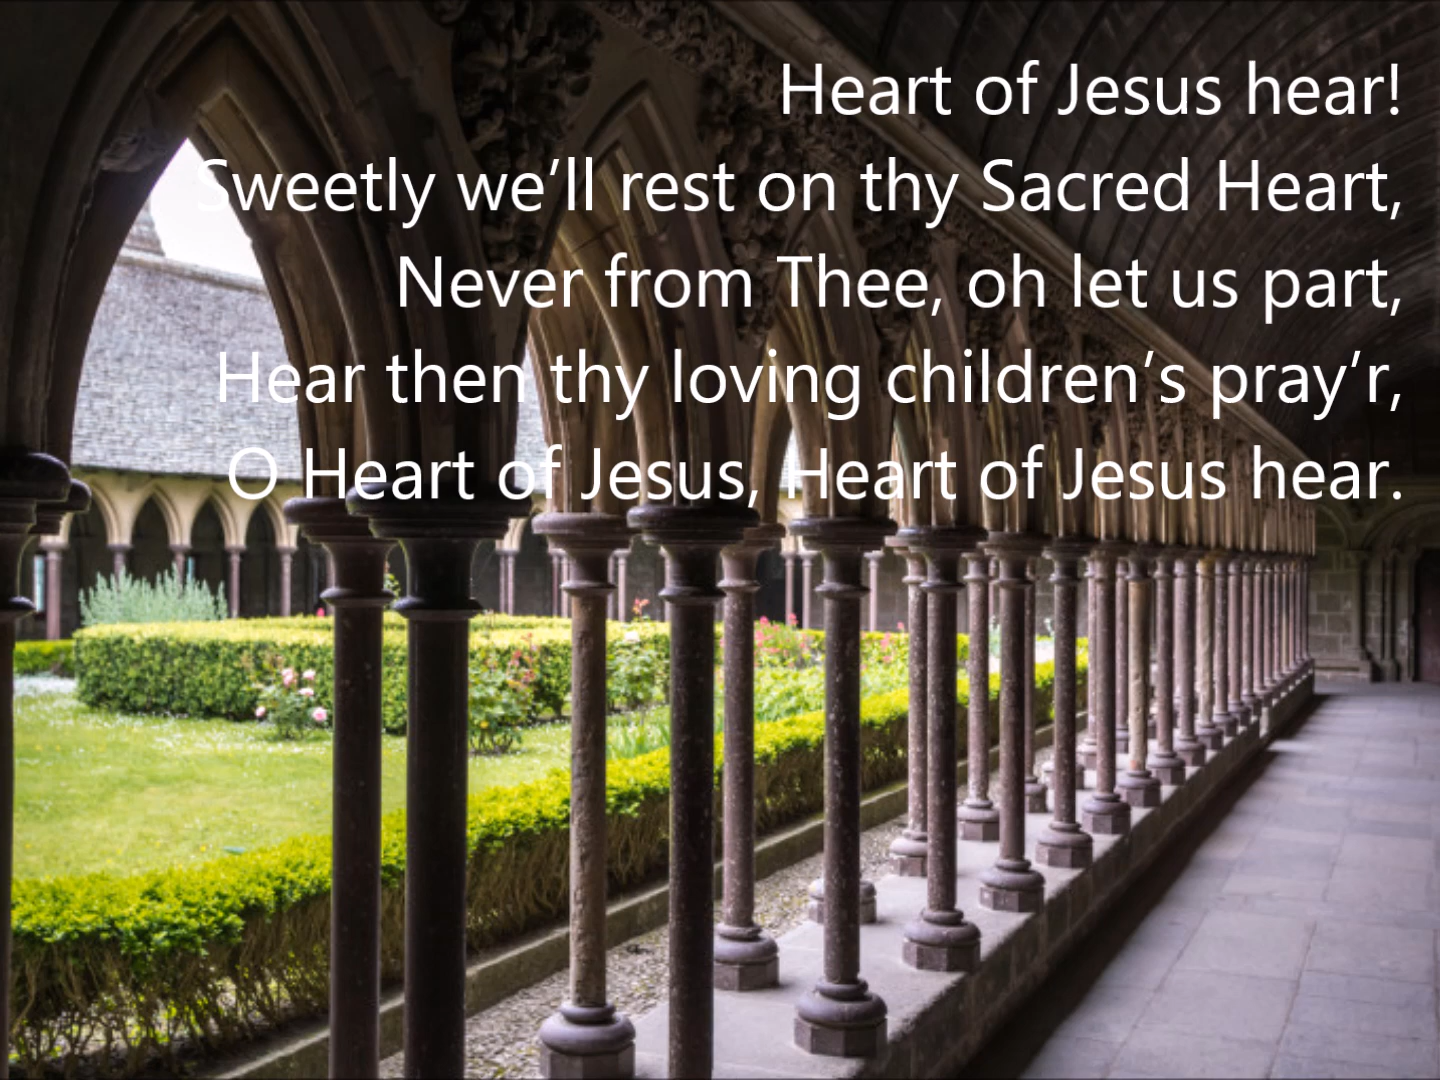 Heart of Jesus hear!
Sweetly we’ll rest on thy Sacred Heart,
Never from Thee, oh let us part,
Hear then thy loving children’s pray’r,
O Heart of Jesus, Heart of Jesus hear.